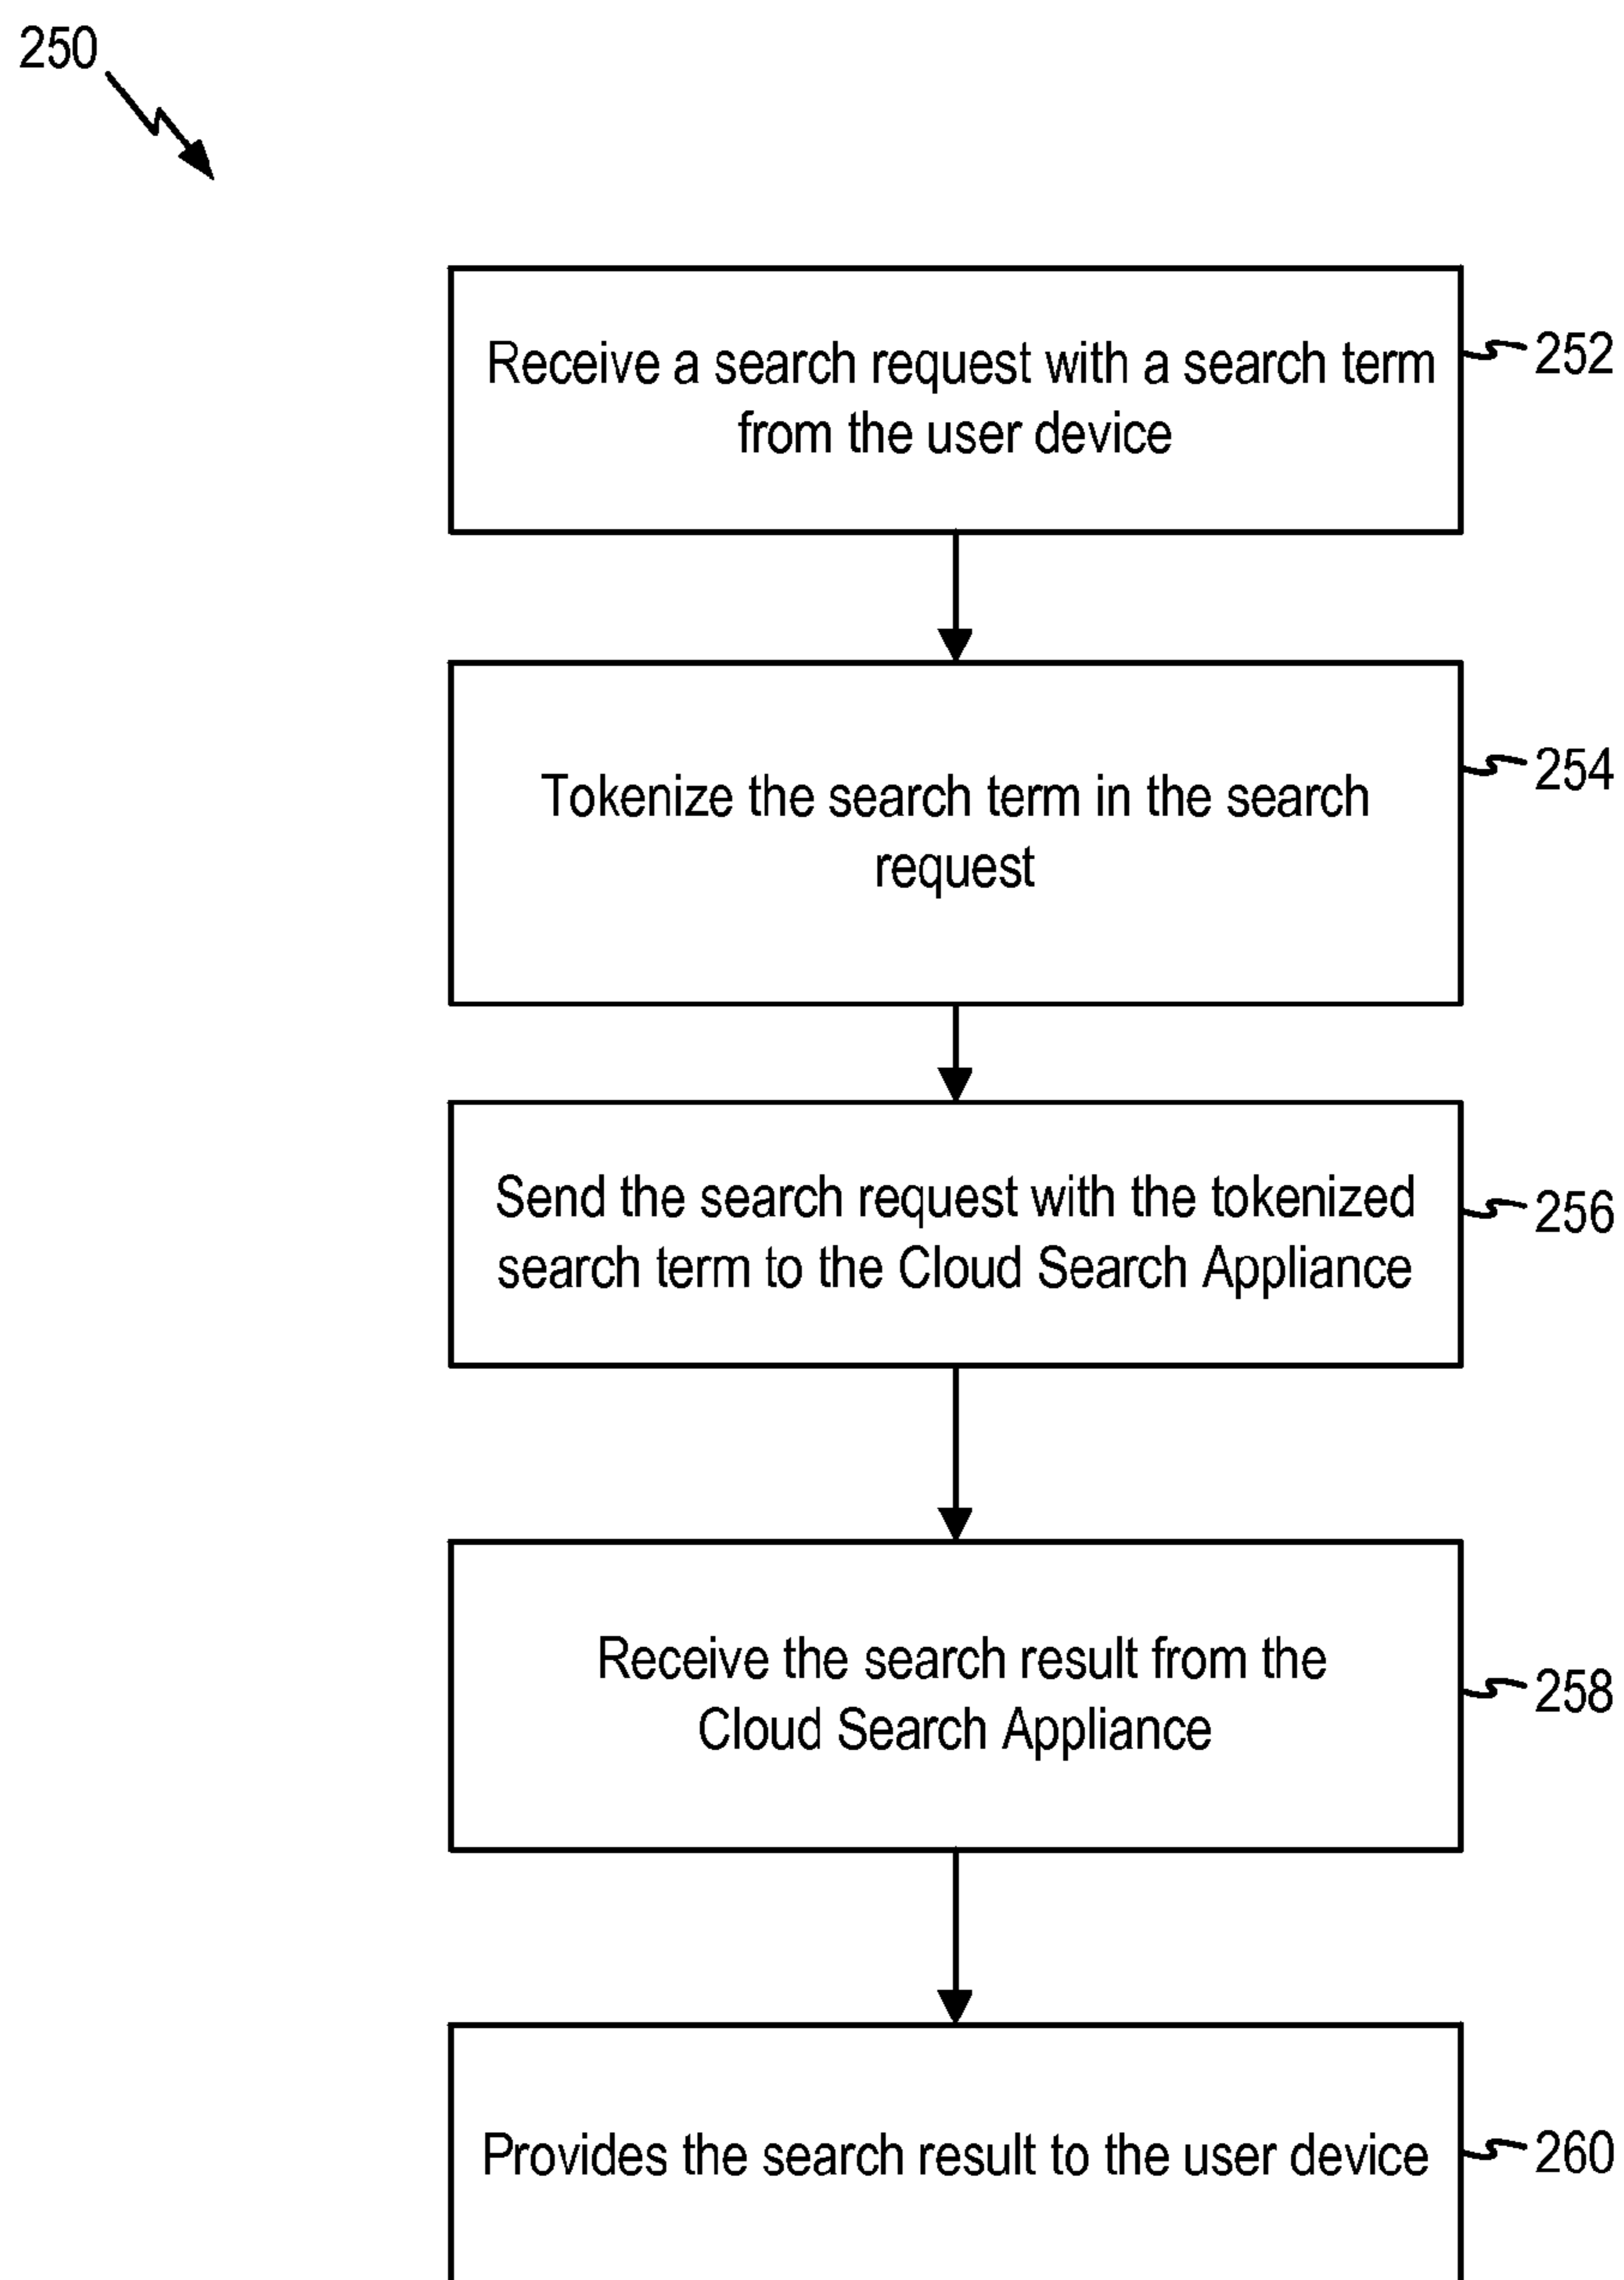 250
Receive a search request with a search term
from the user device
252
Tokenize the search term in the search
request
254
Send the search request with the tokenized
search term to the Cloud Search Appliance
256
Receive the search result from the
Cloud Search Appliance
258
Provides the search result to the user device
260